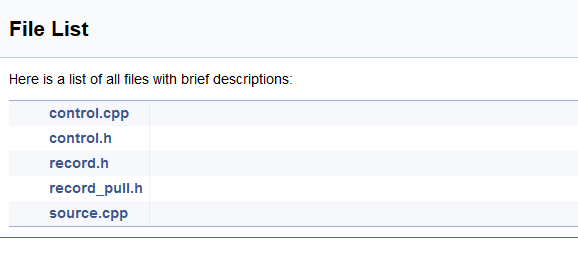 File List
Here is a list of all files with brief descriptions:
control.cpp
control.h
record.h
record_pull.h
source.cpp